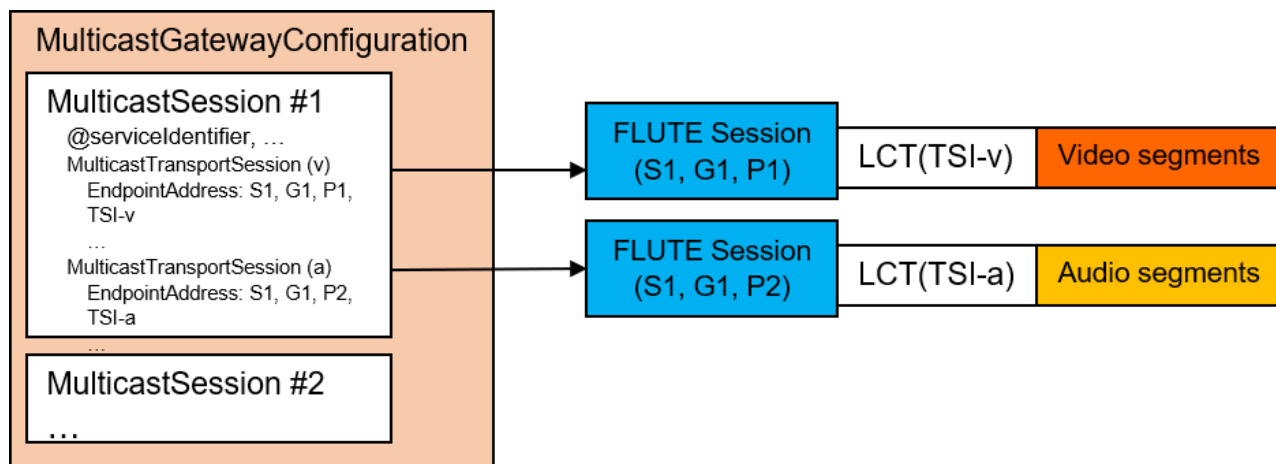 MulticastGatewayConfiguration
MulticastSession #1
@serviceIdentifier, …
MulticastTransportSession (v)
EndpointAddress: S1, G1, P1,
TSI-v
…
MulticastTransportSession (a)
EndpointAddress: S1, G1, P2,
TSI-a
…
MulticastSession #2
…
FLUTE Session
(S1, G1, P1)
LCT(TSI-v)
Video segments
FLUTE Session
(S1, G1, P2)
LCT(TSI-a)
Audio segments